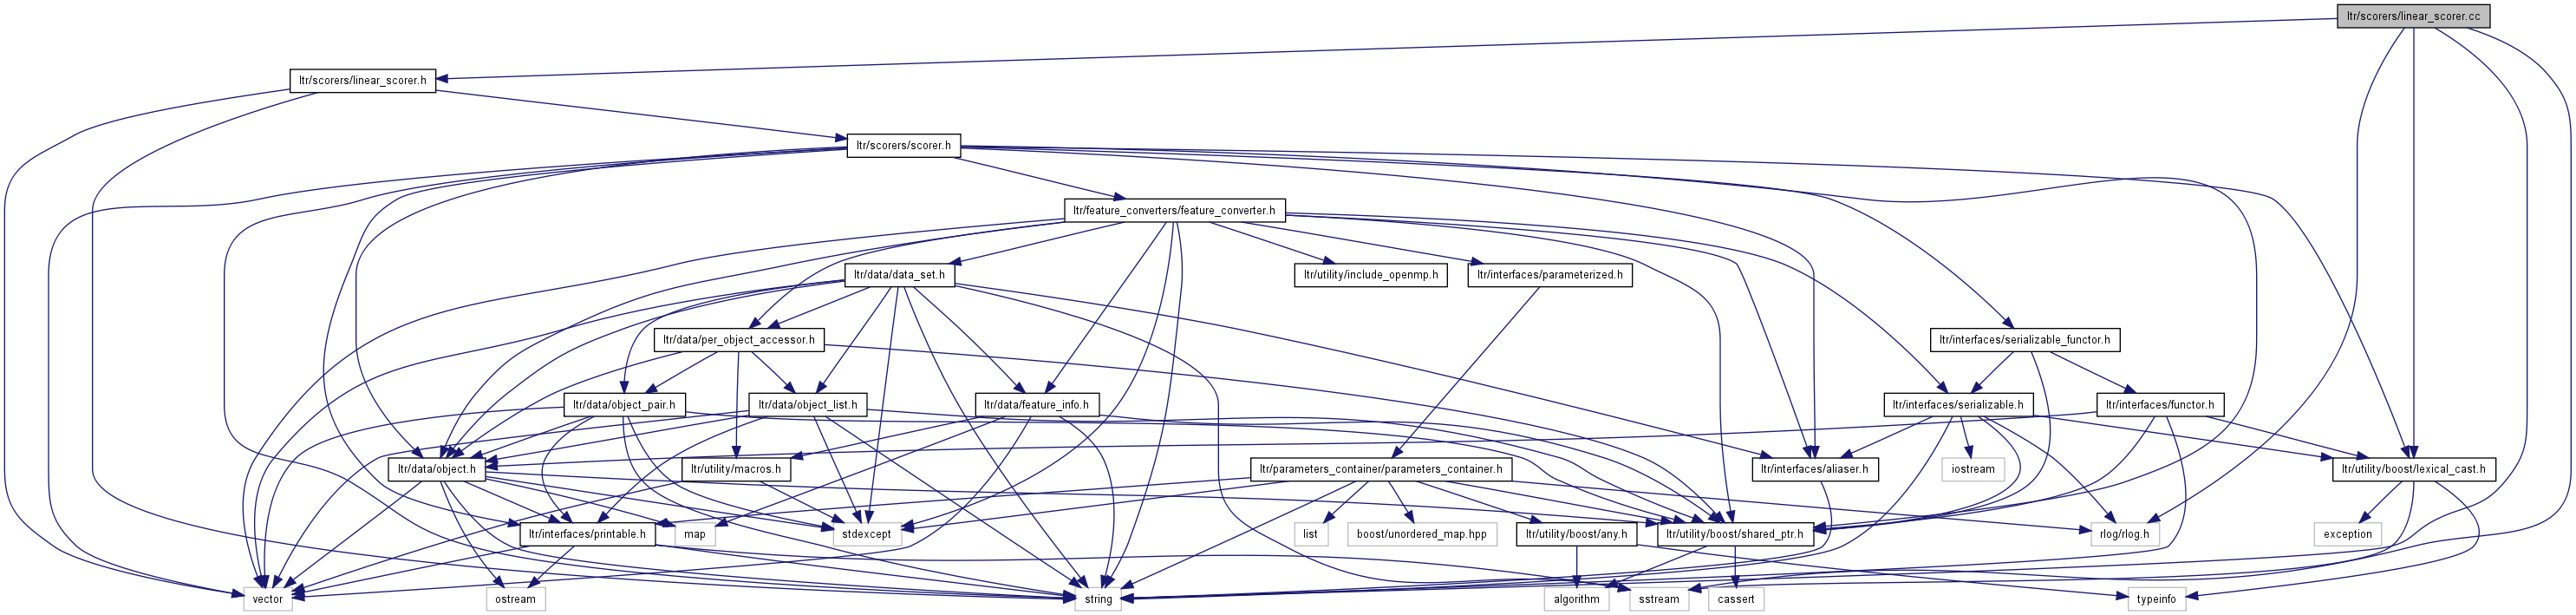 ltr/scorers/linear_scorer.cc
ltr/scorers/linear_scorer.h
ltr/scorers/scorer.h
ltr/feature_converters/feature_converter.h
ltr/data/data_set.h
ltr/utility/include_openmp.h
ltr/interfaces/parameterized.h
ltr/data/per_object_accessor.h
ltr/interfaces/serializable_functor.h
ltr/data/object_pair.h
ltr/data/object_list.h
ltr/data/feature_info.h
ltr/interfaces/serializable.h
ltr/interfaces/functor.h
ltr/data/object.h
ltr/utility/macros.h
ltr/parameters_container/parameters_container.h
ltr/interfaces/aliaser.h
iostream
ltr/utility/boost/lexical_cast.h
ltr/interfaces/printable.h
map
stdexcept
list
boost/unordered_map.hpp
ltr/utility/boost/any.h
ltr/utility/boost/shared_ptr.h
rlog/rlog.h
exception
vector
ostream
string
algorithm
sstream
cassert
typeinfo